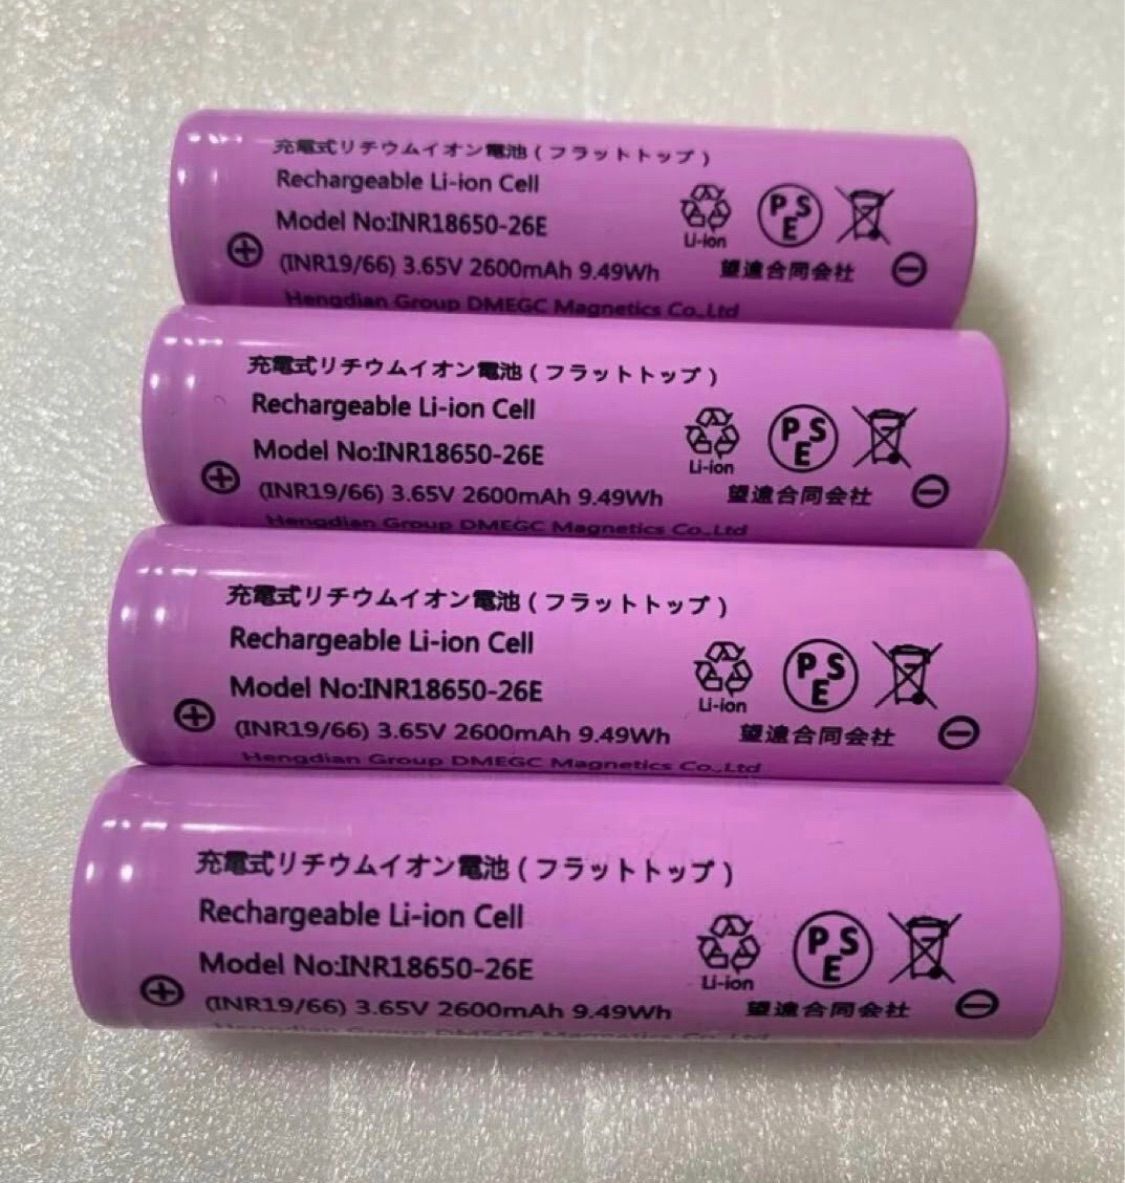 充電式リチウムイオン電池(フラットトップ)
Rechargeable Li-ion Cell
Model No:INR18650-26E
(INR19/66) 3.65V 2600mAh 9.49Wh
Hengdian Group DMEGC Magnetics Co.,Ltd
Li-ion
PSE
望遠合同会社
充電式リチウムイオン電池(フラットトップ)
Rechargeable Li-ion Cell
Model No:INR18650-26E
(INR19/66) 3.65V 2600mAh 9.49Wh
Hengdian Group DMEGC Magnetics Co.,Ltd
Li-ion
PSE
望遠合同会社
充電式リチウムイオン電池(フラットトップ)
Rechargeable Li-ion Cell
Model No:INR18650-26E
(INR19/66) 3.65V 2600mAh 9.49Wh
Hengdian Group DMEGC Magnetics Co.,Ltd
Li-ion
PSE
望遠合同会社
充電式リチウムイオン電池(フラットトップ)
Rechargeable Li-ion Cell
Model No:INR18650-26E
(INR19/66) 3.65V 2600mAh 9.49Wh
Hengdian Group DMEGC Magnetics Co.,Ltd
Li-ion
PSE
望遠合同会社